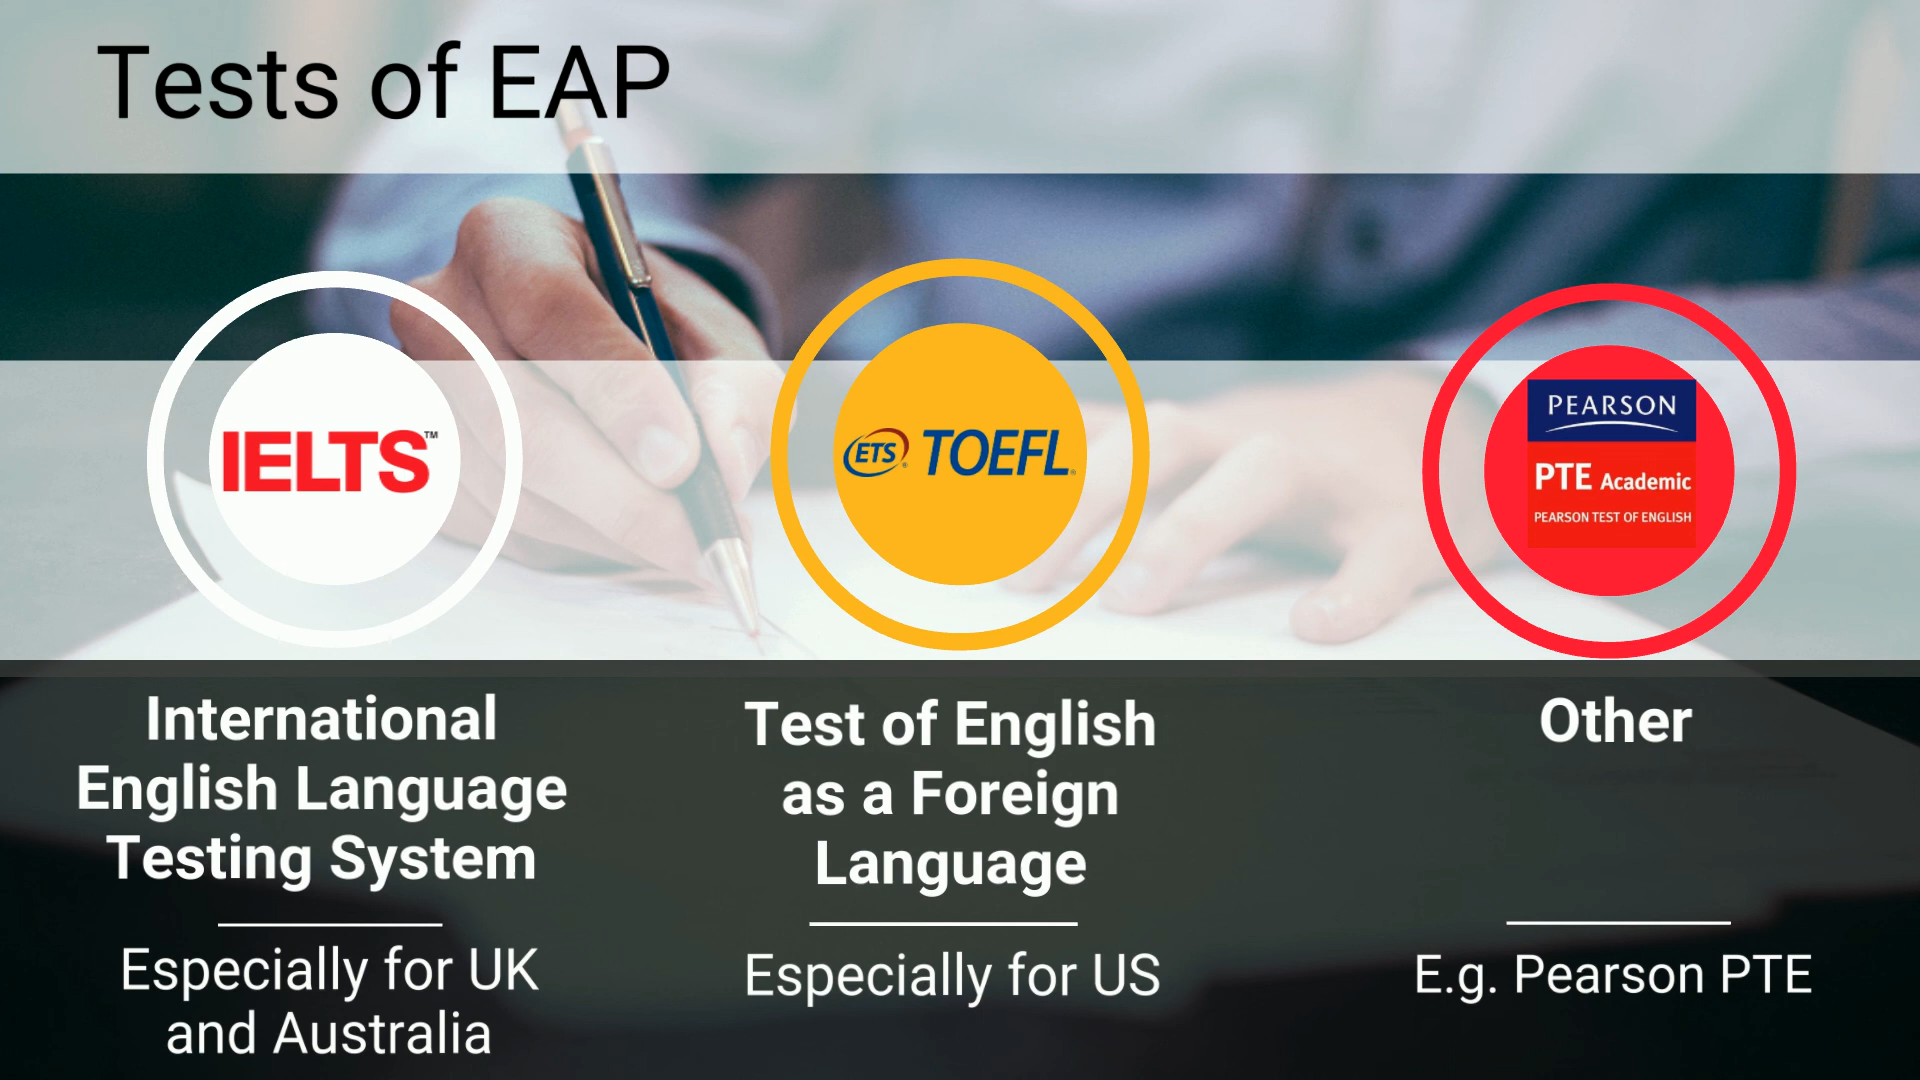 Tests of EAP
IELTS™
International
English Language
Testing System
Especially for UK
and Australia
ETS® TOEFL®
Test of English
as a Foreign
Language
Especially for US
PEARSON
PTE Academic
PEARSON TEST OF ENGLISH
Other
E.g. Pearson PTE